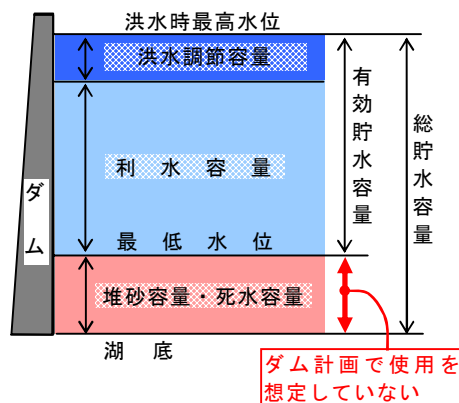 洪水時最高水位
洪水調節容量
有効貯水容量
総貯水容量
利水容量
ダム
最低水位
堆砂容量・死水容量
湖底
ダム計画で使用を
想定していない